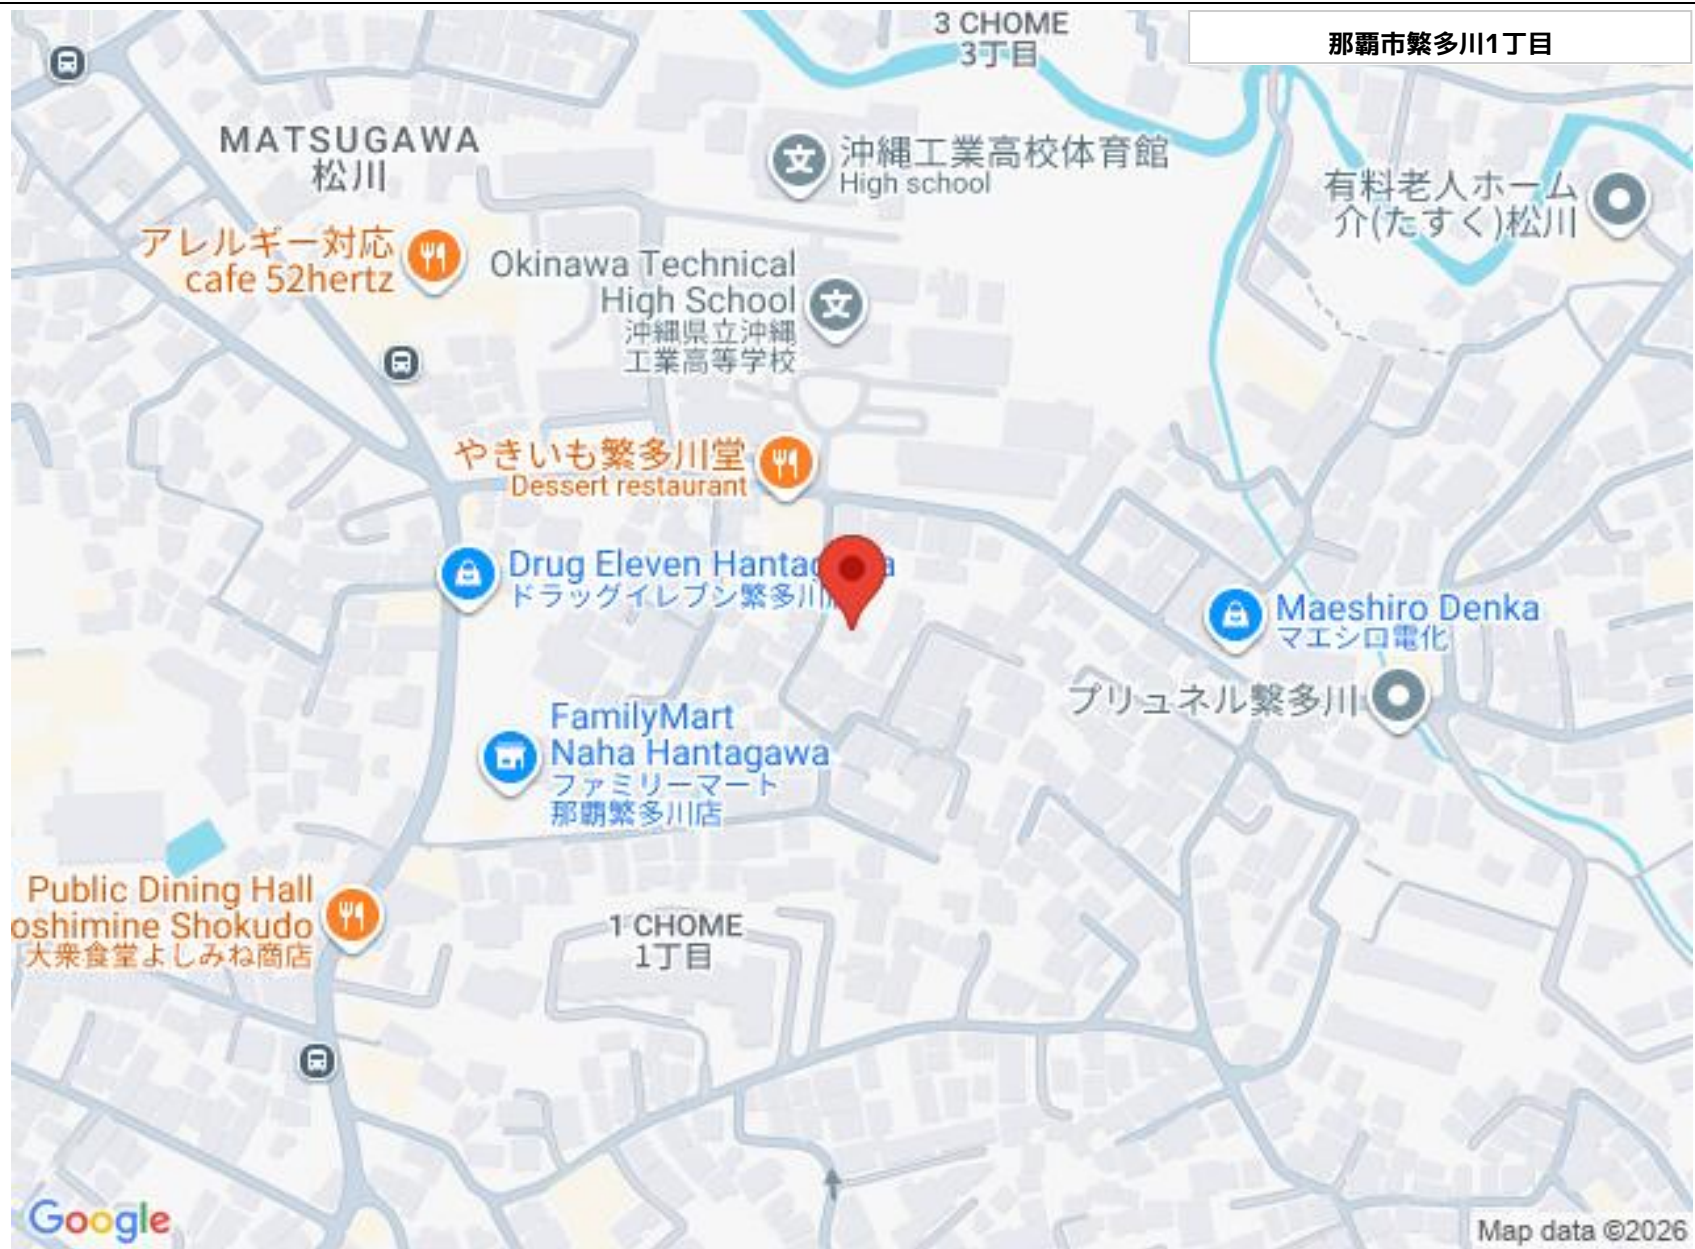 3 CHOME
3丁目
那覇市繁多川1丁目
MATSUGAWA
松川
沖縄工業高校体育館
High school
有料老人ホーム
介(たすく)松川
アレルギー対応
cafe 52hertz
Okinawa Technical
High School
沖縄県立沖縄
工業高等学校
やきいも繁多川堂
Dessert restaurant
Drug Eleven
ドラッグイレブン繁多川
Maeshiro Denka
マエシロ電化
プリュネル繁多川
FamilyMart
Naha Hantagawa
ファミリーマート
那覇繁多川店
Public Dining Hall
oshimine Shokudo
大衆食堂よしみね商店
1 CHOME
1丁目
Google
Map data ©2026